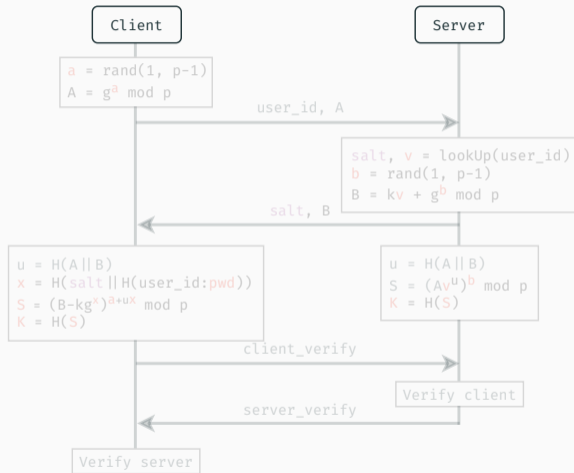 Client
Server
a = rand(1, p-1)
A = gᵃ mod p
user_id, A
salt, v = lookUp(user_id)
b = rand(1, p-1)
B = kv + gᵇ mod p
salt, B
u = H(A||B)
x = H(salt||H(user_id:pwd))
S = (B-kgˣ)ᵃ⁺ᵘˣ mod p
K = H(S)
u = H(A||B)
S = (Avᵘ)ᵇ mod p
K = H(S)
client_verify
Verify client
server_verify
Verify server